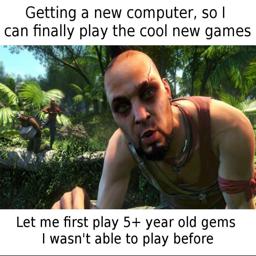 Getting a new computer, so I
can finally play the cool new games
Let me first play 5+ year old gems
I wasn't able to play before